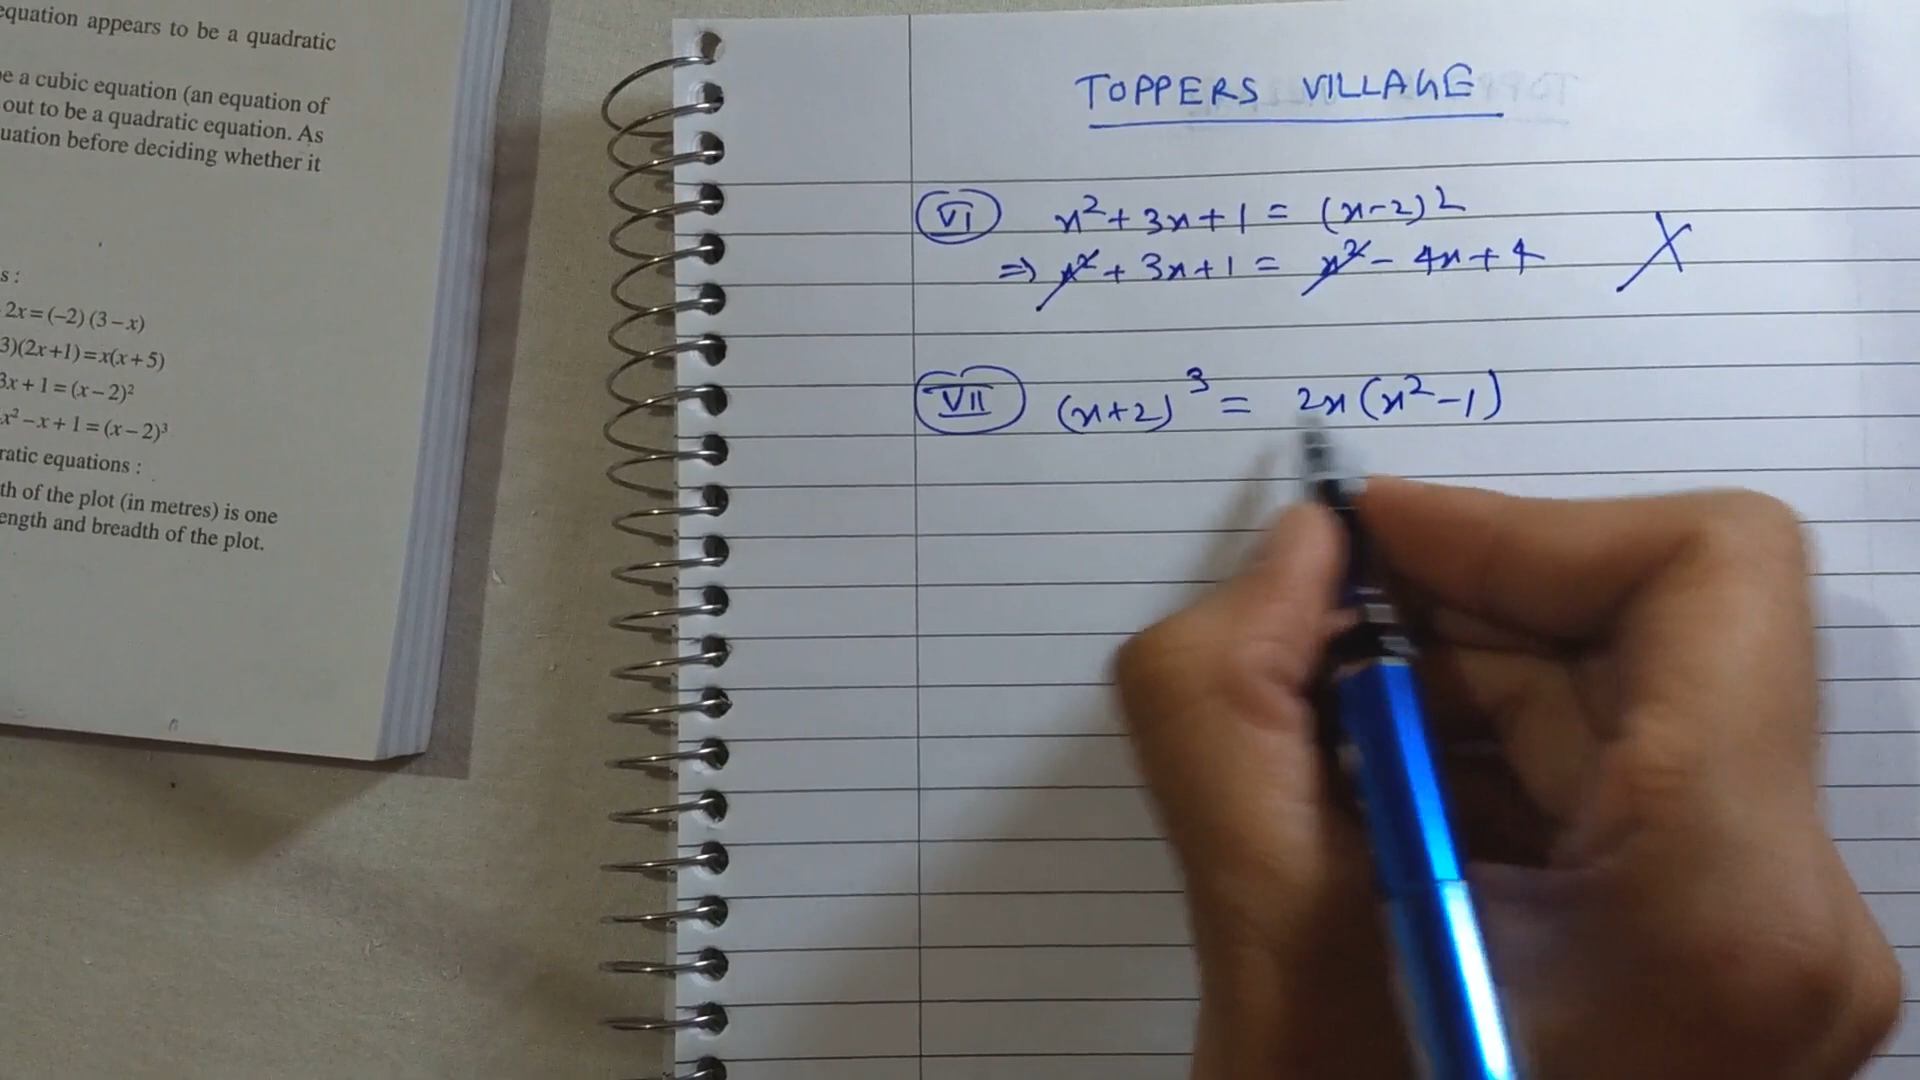 equation appears to be a quadratic
e a cubic equation (an equation of
out to be a quadratic equation. As
uation before deciding whether it
s :
2x = (–2) (3 – x)
3)(2x+1) = x(x + 5)
3x + 1 = (x – 2)²
x² – x + 1 = (x – 2)³
ratic equations :
th of the plot (in metres) is one
ength and breadth of the plot.
TOPPERS VILLAGE
VI x² + 3x + 1 = (x-2)²
⇒ x² + 3x + 1 = x² - 4x + 4 X
VII (x+2)³ = 2x(x²-1)